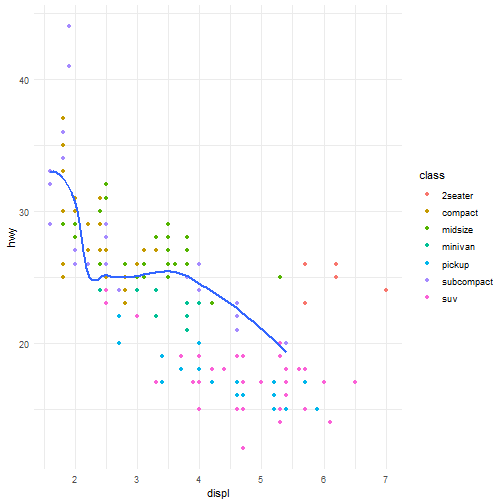 40
30
20
hwy
2 3 4 5 6 7
displ
class
2seater
compact
midsize
minivan
pickup
subcompact
suv